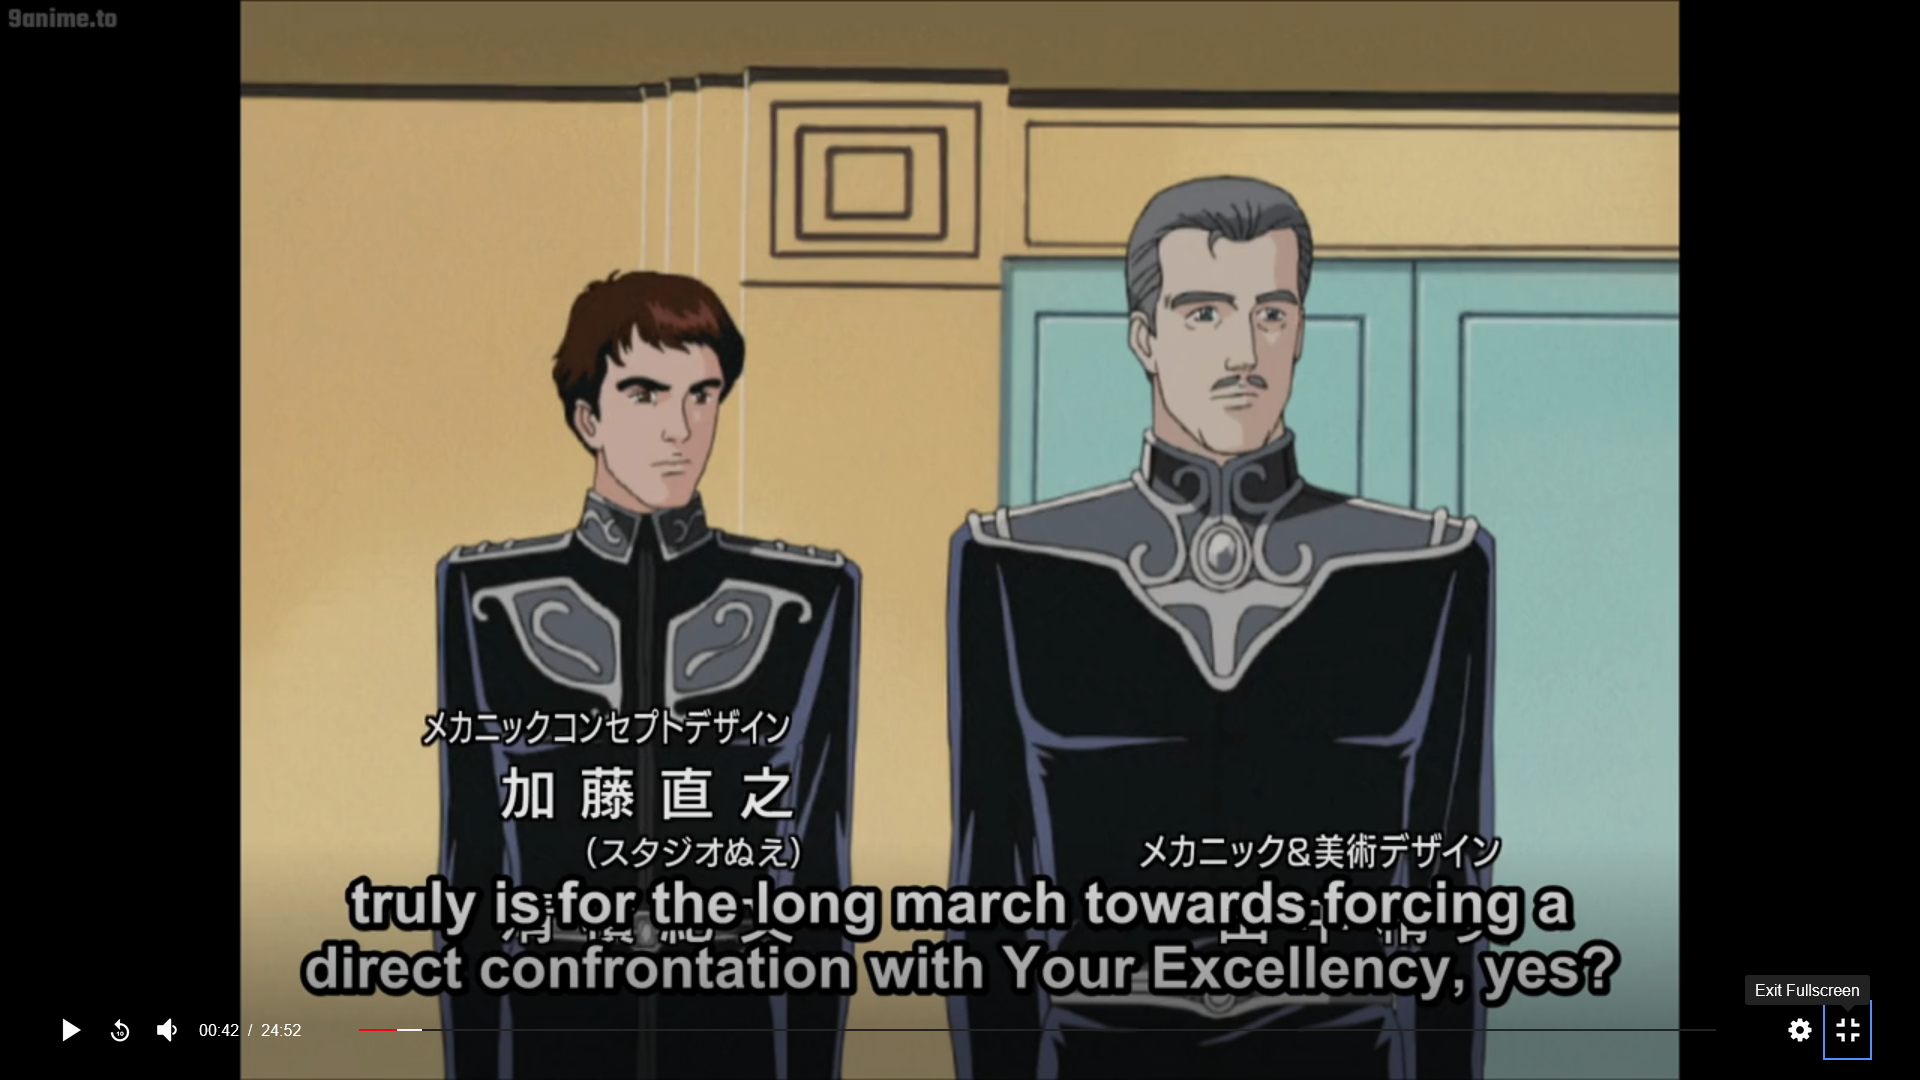 9anime.to
メカニックコンセプトデザイン
加藤直之
(スタジオぬえ)
メカニック&美術デザイン
truly is for the long march towards forcing a
direct confrontation with Your Excellency, yes?
Exit Fullscreen
10
00:42 / 24:52